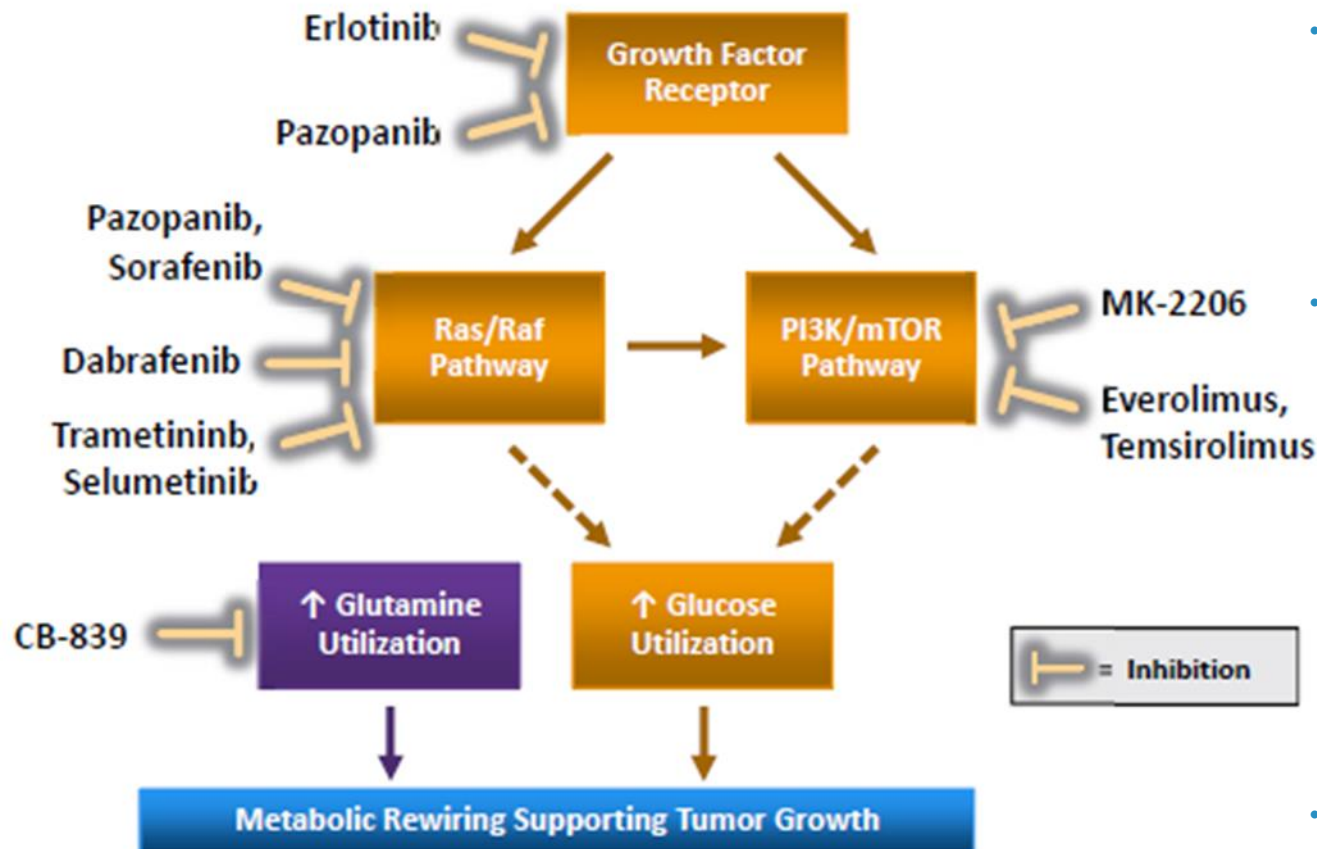 Erlotinib
Growth Factor
Receptor
Pazopanib
Pazopanib,
Sorafenib
Ras/Raf
Pathway
PI3K/mTOR
Pathway
MK-2206
Dabrafenib
Everolimus,
Temsirolimus
Trametininb,
Selumetinib
↑ Glutamine
Utilization
↑ Glucose
Utilization
CB-839
= Inhibition
Metabolic Rewiring Supporting Tumor Growth